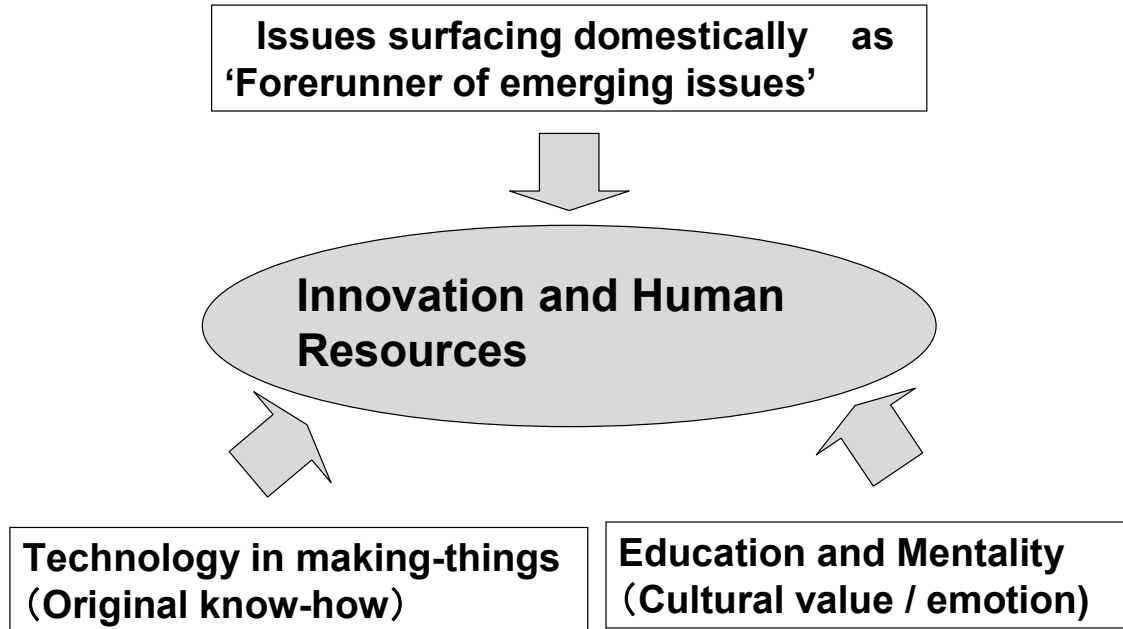 Issues surfacing domestically as
‘Forerunner of emerging issues’
Innovation and Human
Resources
Technology in making-things
（Original know-how）
Education and Mentality
（Cultural value / emotion)